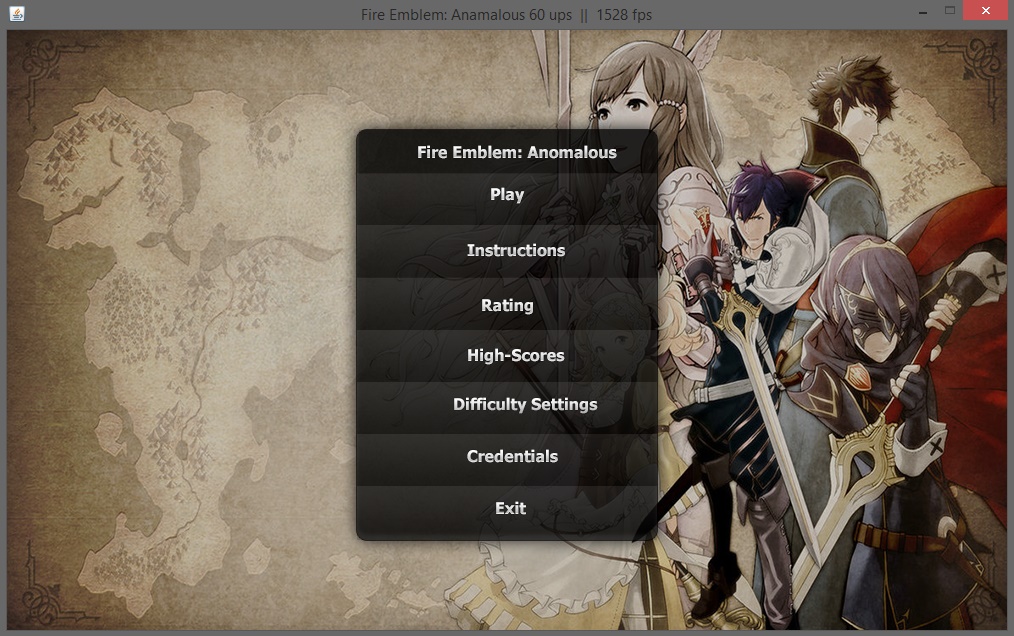 Fire Emblem: Anamalous 60 ups || 1528 fps
Fire Emblem: Anomalous
Play
Instructions
Rating
High-Scores
Difficulty Settings
Credentials
Exit